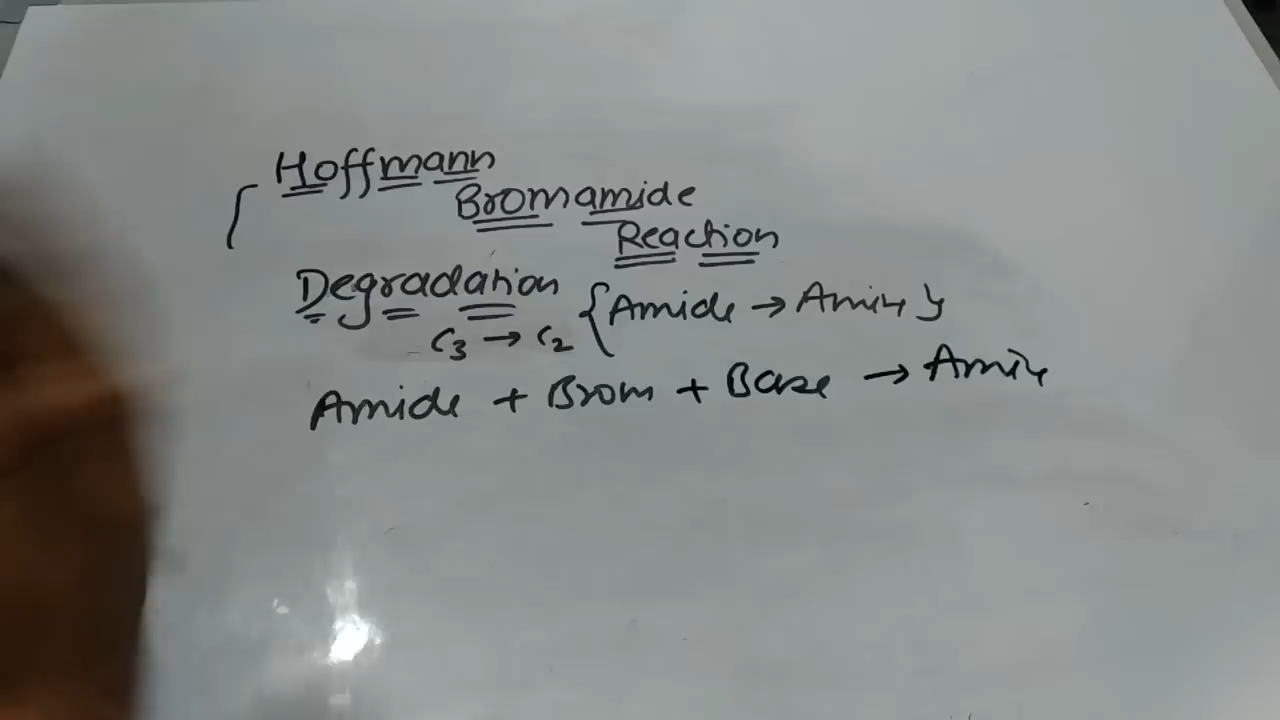 Hoffmann
Bromamide
Reaction
Degradation
{Amide → Amine}
C3 → C2
Amide + Brom + Base → Amine